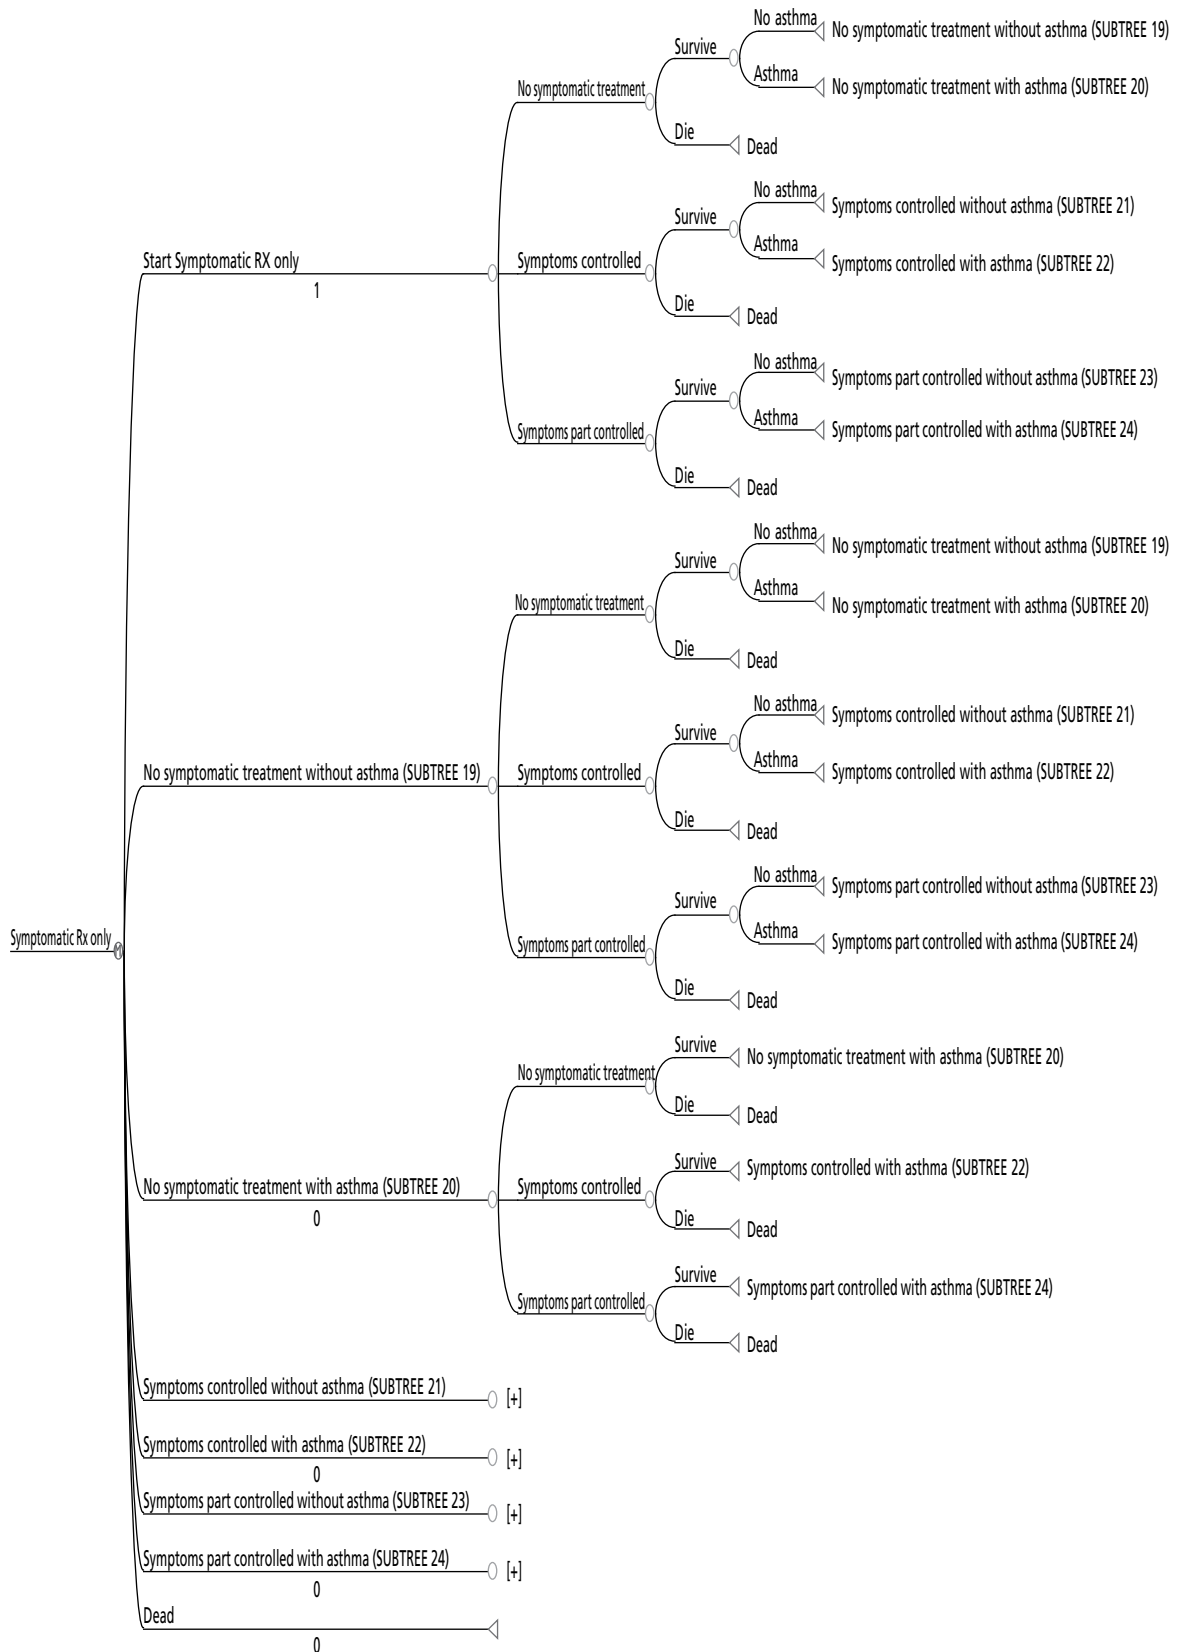 No asthma
No symptomatic treatment without asthma (SUBTREE 19)
Survive
Asthma
No symptomatic treatment with asthma (SUBTREE 20)
No symptomatic treatment
Die
Dead
No asthma
Symptoms controlled without asthma (SUBTREE 21)
Survive
Asthma
Symptoms controlled with asthma (SUBTREE 22)
Start Symptomatic RX only
1
Symptoms controlled
Die
Dead
No asthma
Symptoms part controlled without asthma (SUBTREE 23)
Survive
Asthma
Symptoms part controlled with asthma (SUBTREE 24)
Symptoms part controlled
Die
Dead
No asthma
No symptomatic treatment without asthma (SUBTREE 19)
Survive
Asthma
No symptomatic treatment with asthma (SUBTREE 20)
No symptomatic treatment
Die
Dead
No asthma
Symptoms controlled without asthma (SUBTREE 21)
Survive
Asthma
Symptoms controlled with asthma (SUBTREE 22)
No symptomatic treatment without asthma (SUBTREE 19)
Symptoms controlled
Die
Dead
No asthma
Symptoms part controlled without asthma (SUBTREE 23)
Survive
Asthma
Symptoms part controlled with asthma (SUBTREE 24)
Symptomatic Rx only
M
Symptoms part controlled
Die
Dead
Survive
No symptomatic treatment with asthma (SUBTREE 20)
No symptomatic treatment
Die
Dead
Survive
Symptoms controlled with asthma (SUBTREE 22)
No symptomatic treatment with asthma (SUBTREE 20)
0
Symptoms controlled
Die
Dead
Survive
Symptoms part controlled with asthma (SUBTREE 24)
Symptoms part controlled
Die
Dead
Symptoms controlled without asthma (SUBTREE 21)
[+]
Symptoms controlled with asthma (SUBTREE 22)
0
[+]
Symptoms part controlled without asthma (SUBTREE 23)
[+]
Symptoms part controlled with asthma (SUBTREE 24)
0
[+]
Dead
0